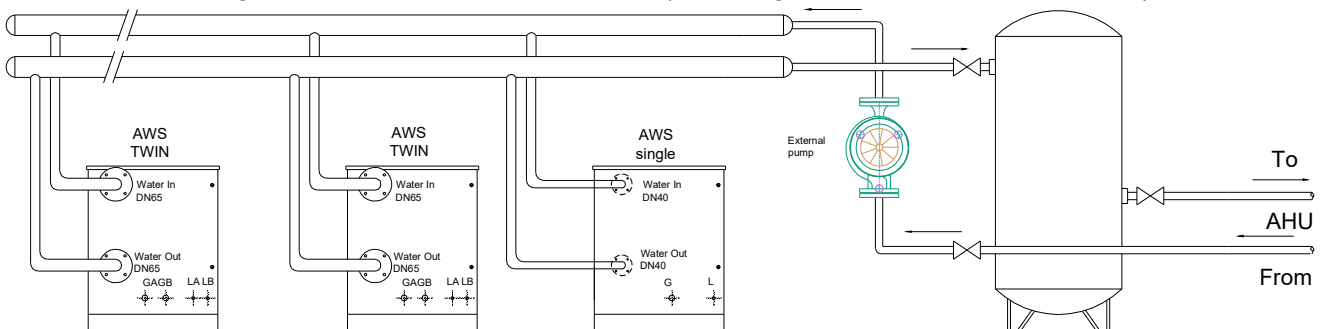 AWS
TWIN
Water In
DN65
Water Out
DN65
GAGB
LA LB
AWS
TWIN
Water In
DN65
Water Out
DN65
GAGB
LA LB
AWS
single
Water In
DN40
Water Out
DN40
G
L
External
pump
To
AHU
From